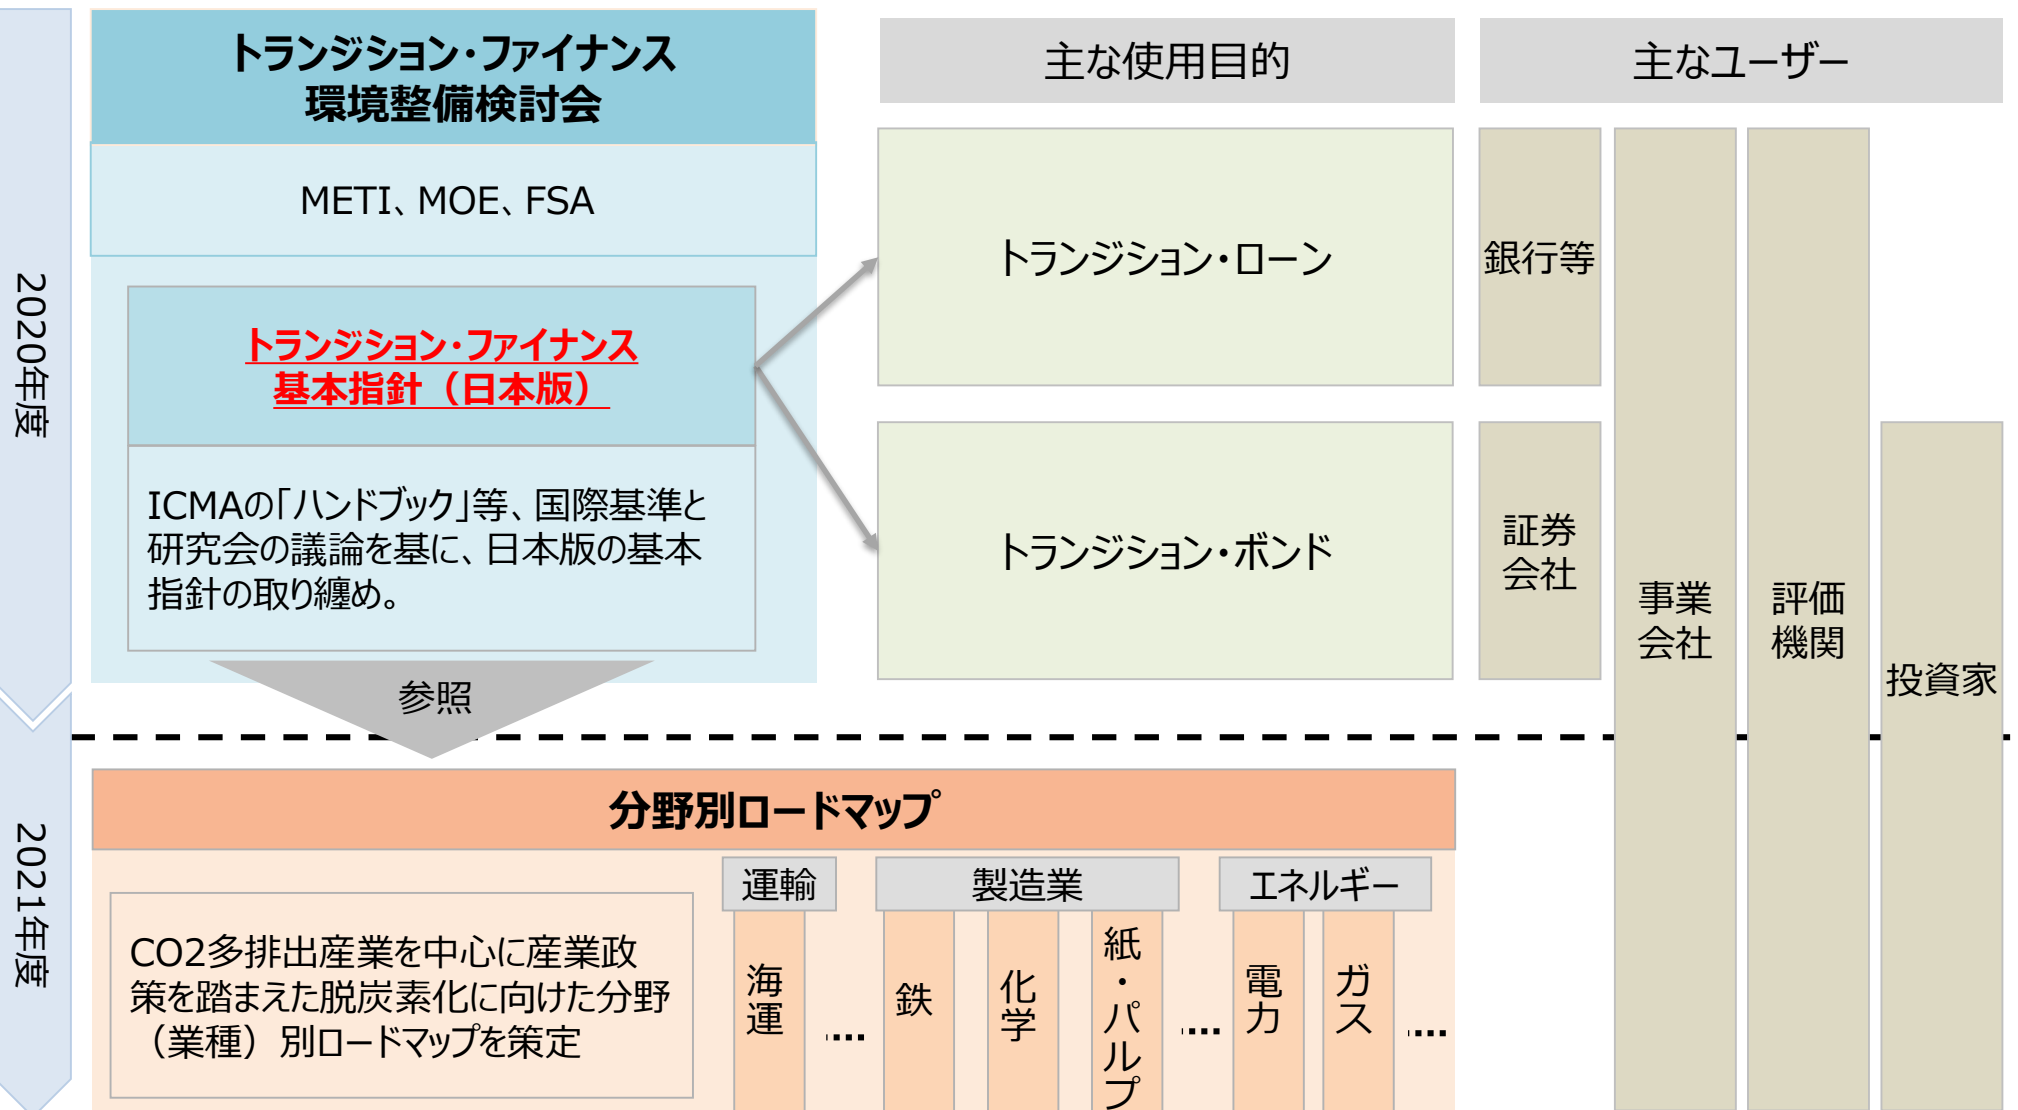 2020年度
トランジション・ファイナンス
環境整備検討会
METI、MOE、FSA
トランジション・ファイナンス
基本指針（日本版）
ICMAの「ハンドブック」等、国際基準と
研究会の議論を基に、日本版の基本
指針の取り纏め。
参照
主な使用目的
トランジション・ローン
トランジション・ボンド
主なユーザー
銀行等
証券
会社
事業
会社
評価
機関
投資家
2021年度
分野別ロードマップ
CO2多排出産業を中心に産業政
策を踏まえた脱炭素化に向けた分野
（業種）別ロードマップを策定
運輸
海運
....
製造業
鉄
化学
紙・パルプ
....
エネルギー
電力
ガス
....